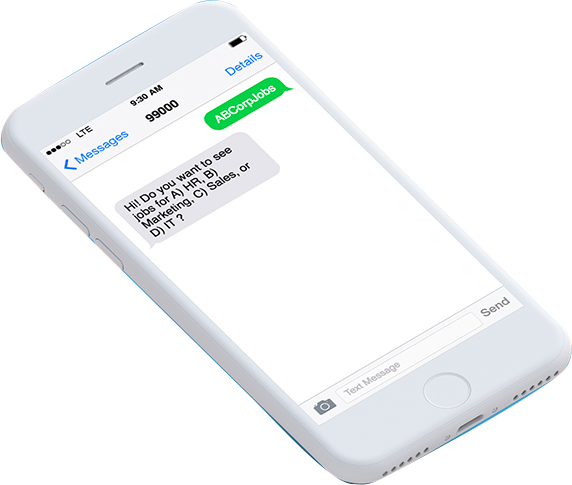 LTE
9:30 AM
Messages
99000
Details
ABCorpJobs
Hi! Do you want to see
jobs for A) HR, B)
Marketing, C) Sales, or
D) IT ?
Text Message
Send